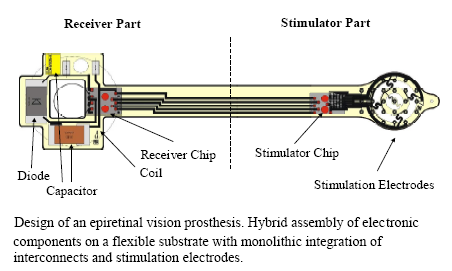 Receiver Part
Stimulator Part
Receiver Chip
Stimulator Chip
Coil
Diode
Capacitor
Stimulation Electrodes
Design of an epiretinal vision prosthesis. Hybrid assembly of electronic
components on a flexible substrate with monolithic integration of
interconnects and stimulation electrodes.